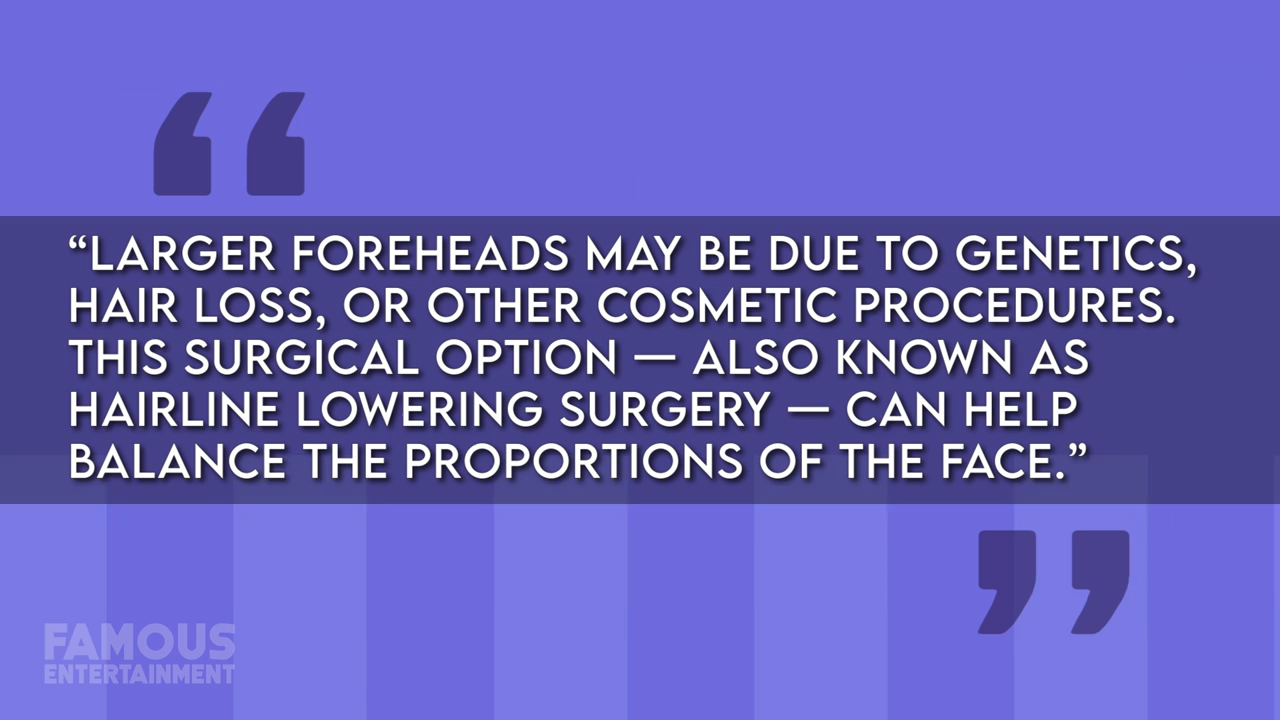 “LARGER FOREHEADS MAY BE DUE TO GENETICS,
HAIR LOSS, OR OTHER COSMETIC PROCEDURES.
THIS SURGICAL OPTION — ALSO KNOWN AS
HAIRLINE LOWERING SURGERY — CAN HELP
BALANCE THE PROPORTIONS OF THE FACE.”
FAMOUS
ENTERTAINMENT